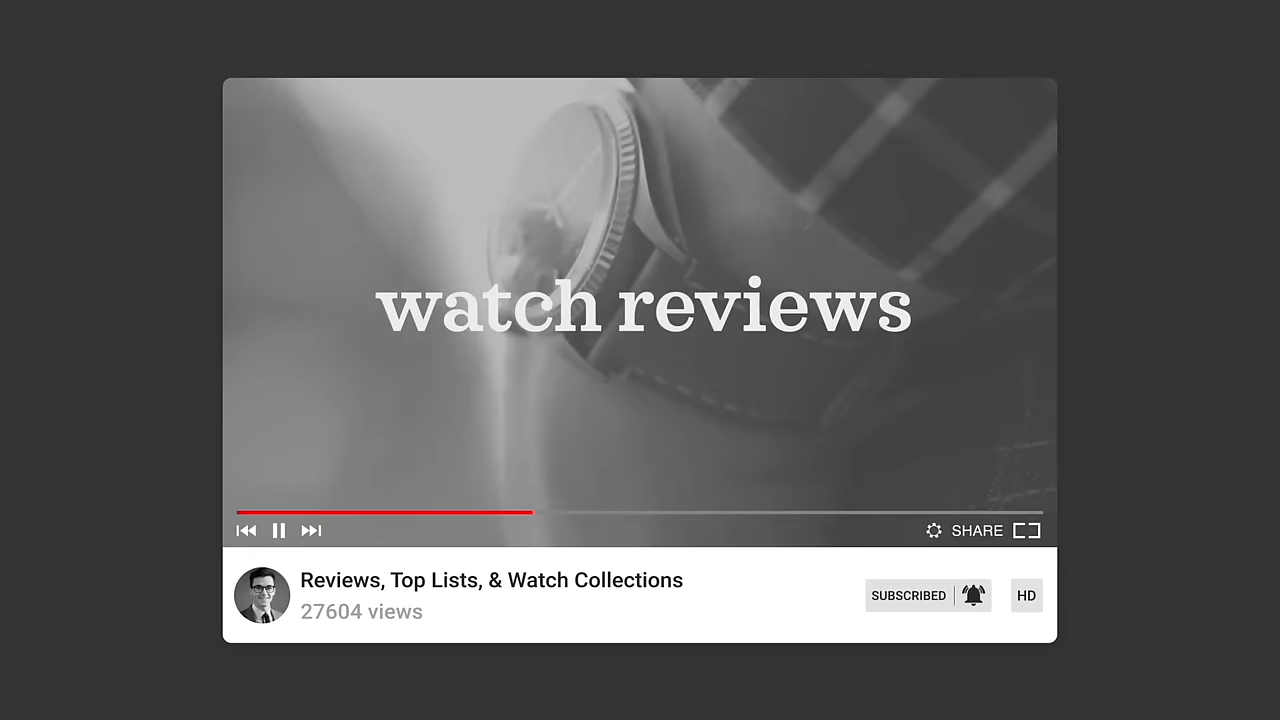 watch reviews
SHARE
Reviews, Top Lists, & Watch Collections
27604 views
SUBSCRIBED
HD